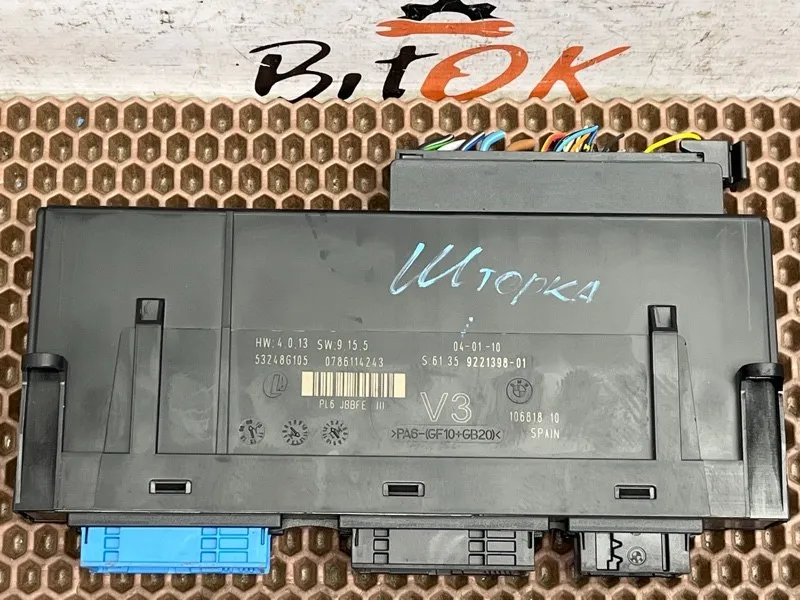 BitOK
Шторка
HW:4.0.13 SW:9.15.5
04-01-10
53248G105 0786114243
S 61.35 9221398-01
PL6 JBBFE III
V3
106818 10
>PA6-(GF10+GB20)<
SPAIN